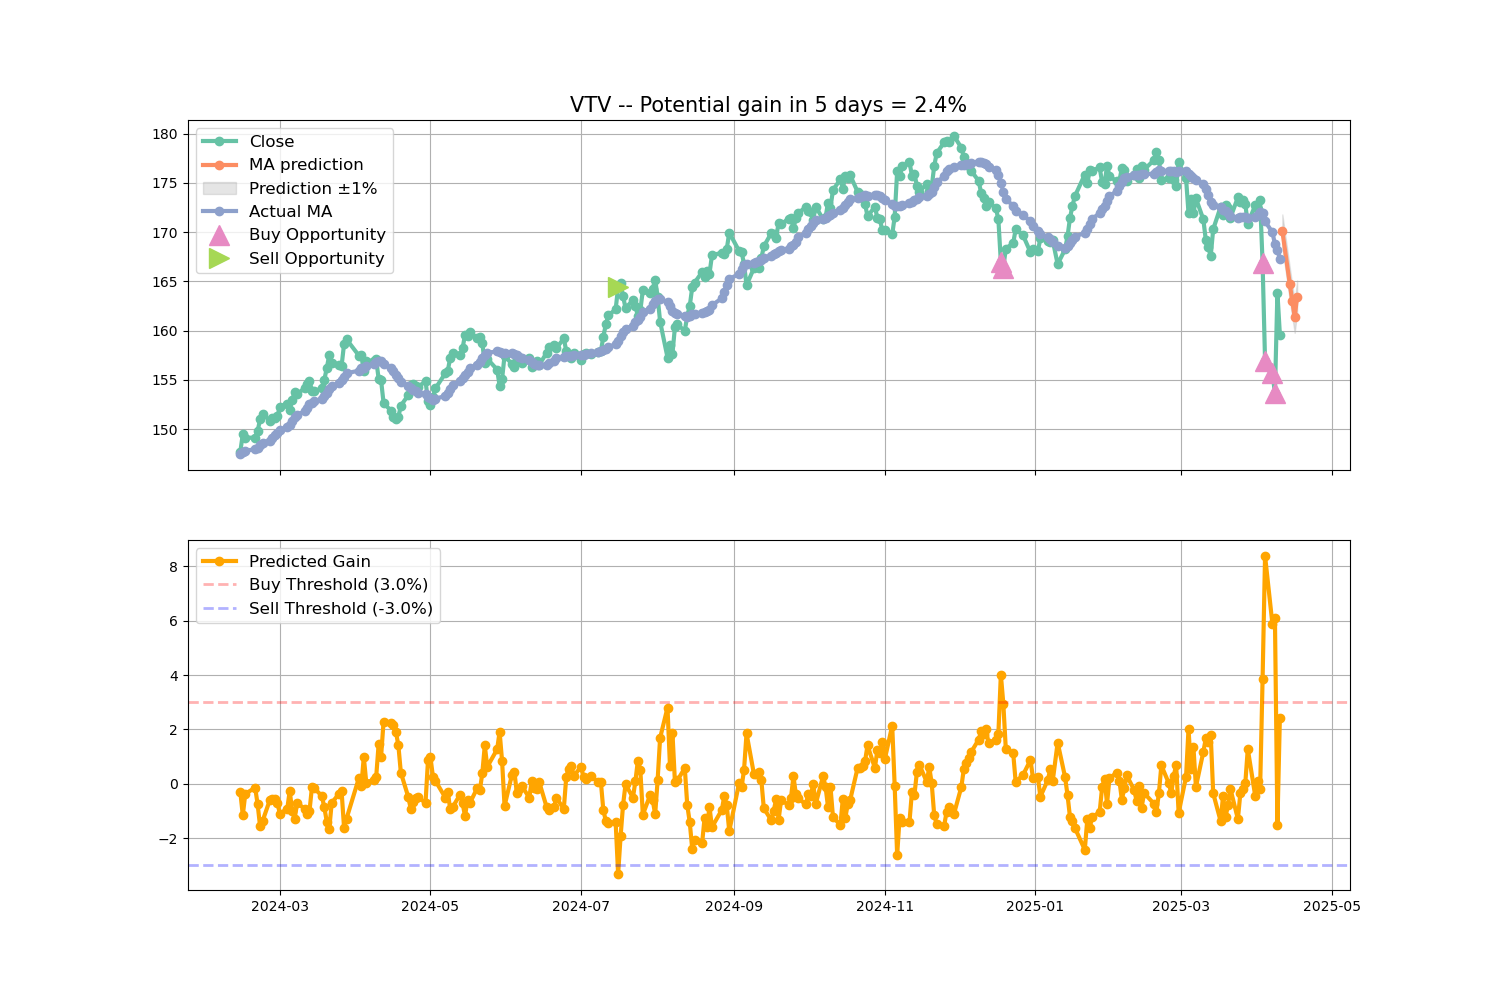 VTV -- Potential gain in 5 days = 2.4%
180
175
170
165
160
155
150
Close
MA prediction
Prediction ±1%
Actual MA
Buy Opportunity
Sell Opportunity
8
6
4
2
0
−2
Predicted Gain
Buy Threshold (3.0%)
Sell Threshold (-3.0%)
2024-03
2024-05
2024-07
2024-09
2024-11
2025-01
2025-03
2025-05